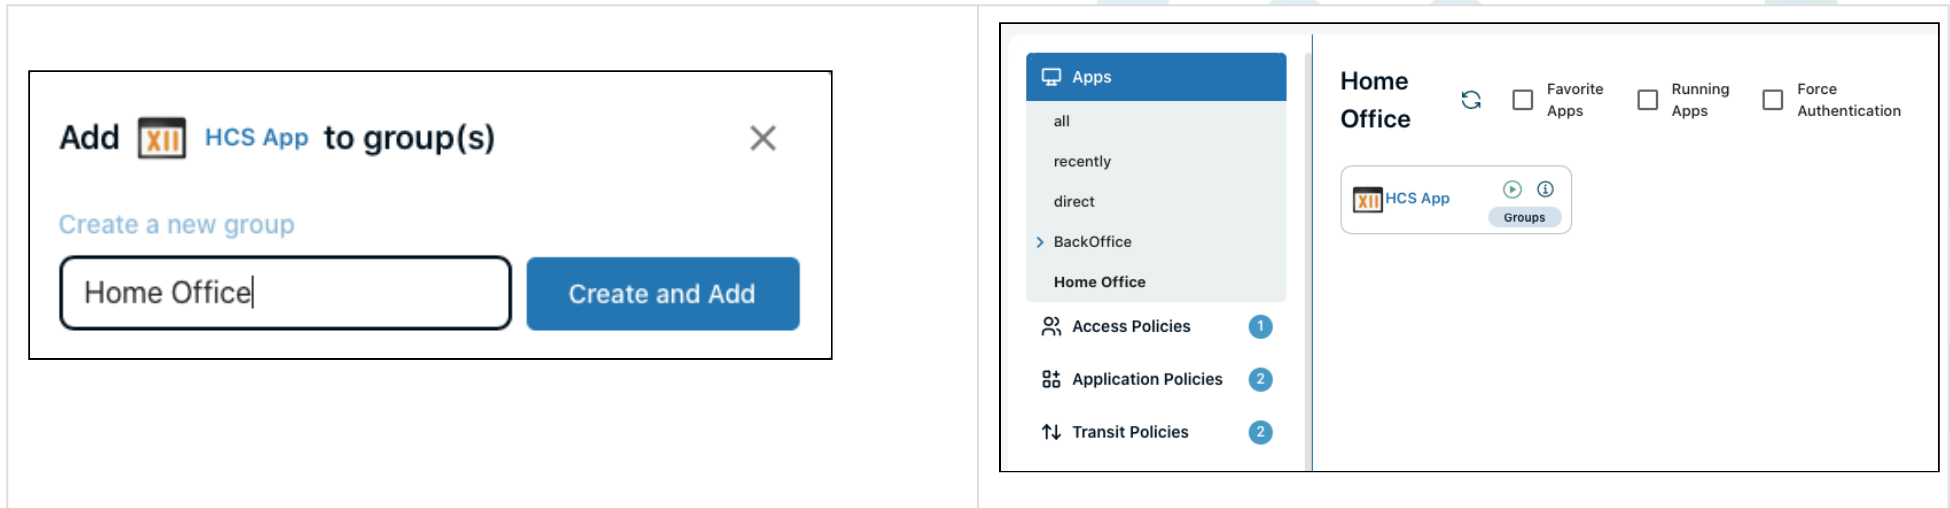 Add XII HCS App to group(s)
Create a new group
Home Office
Create and Add
Apps
all
recently
direct
BackOffice
Home Office
Access Policies 1
Application Policies 2
Transit Policies 2
Home
Office
Favorite
Apps
Running
Apps
Force
Authentication
XII HCS App
Groups